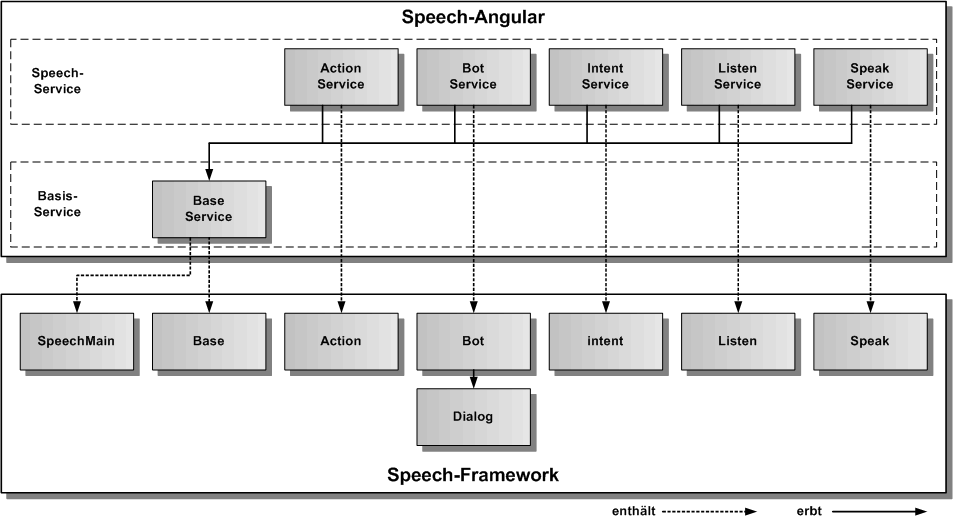 Speech-Angular
Speech-
Service
Action
Service
Bot
Service
Intent
Service
Listen
Service
Speak
Service
Basis-
Service
Base
Service
SpeechMain
Base
Action
Bot
intent
Listen
Speak
Dialog
Speech-Framework
enthält
erbt